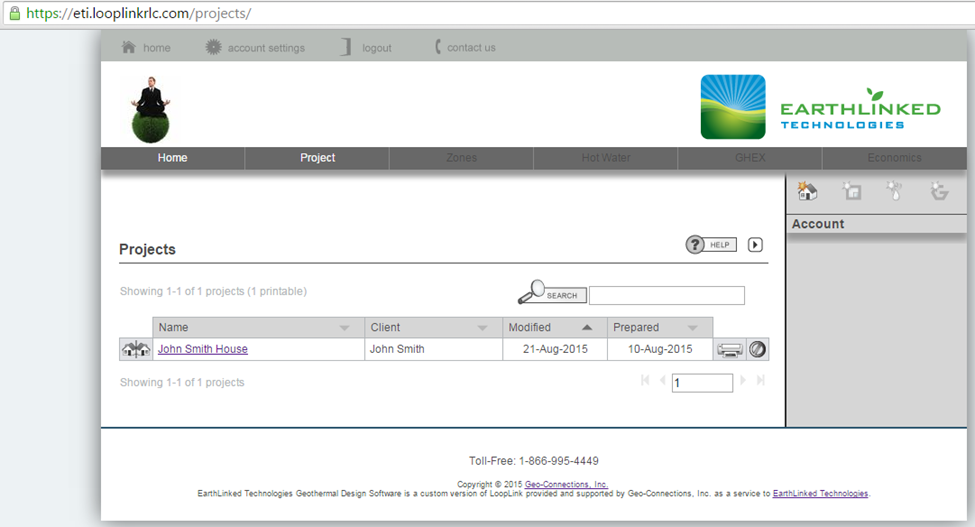 https://eti.looplinkrlc.com/projects/
home account settings logout contact us
EARTHLINKED
TECHNOLOGIES
Home Project Zones Hot Water GHEX Economics
Account
Projects ? HELP
Showing 1-1 of 1 projects (1 printable) SEARCH
Name Client Modified Prepared
John Smith House John Smith 21-Aug-2015 10-Aug-2015
Showing 1-1 of 1 projects 1
Toll-Free: 1-866-995-4449
Copyright © 2015 Geo-Connections, Inc.
EarthLinked Technologies Geothermal Design Software is a custom version of LoopLink provided and supported by Geo-Connections, Inc. as a service to EarthLinked Technologies.